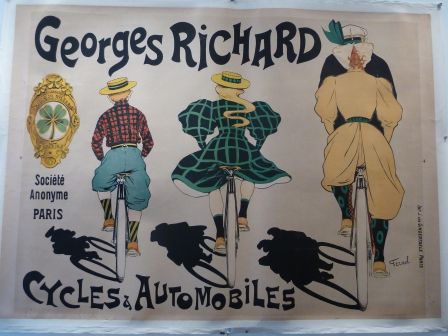 Georges RICHARD
Société
Anonyme
PARIS
CYCLES & AUTOMOBILES